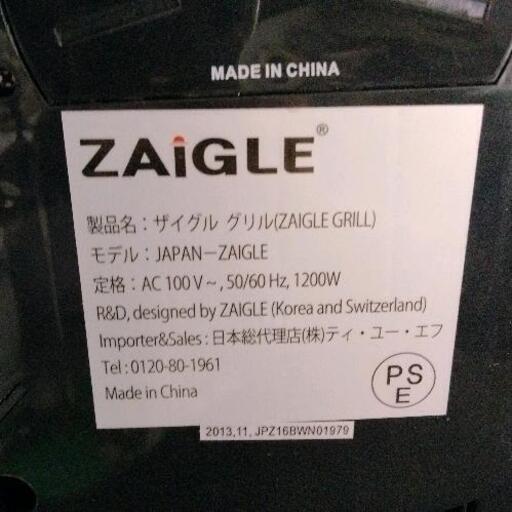 MADE IN CHINA
ZAiGLE®
製品名：ザイグル グリル(ZAIGLE GRILL)
モデル：JAPAN－ZAIGLE
定格：AC 100 V～, 50/60 Hz, 1200W
R&D, designed by ZAIGLE (Korea and Switzerland)
Importer&Sales : 日本総代理店(株)ティ・ユー・エフ
Tel : 0120-80-1961
Made in China
PS
E
2013,11, JPZ16BWN01979